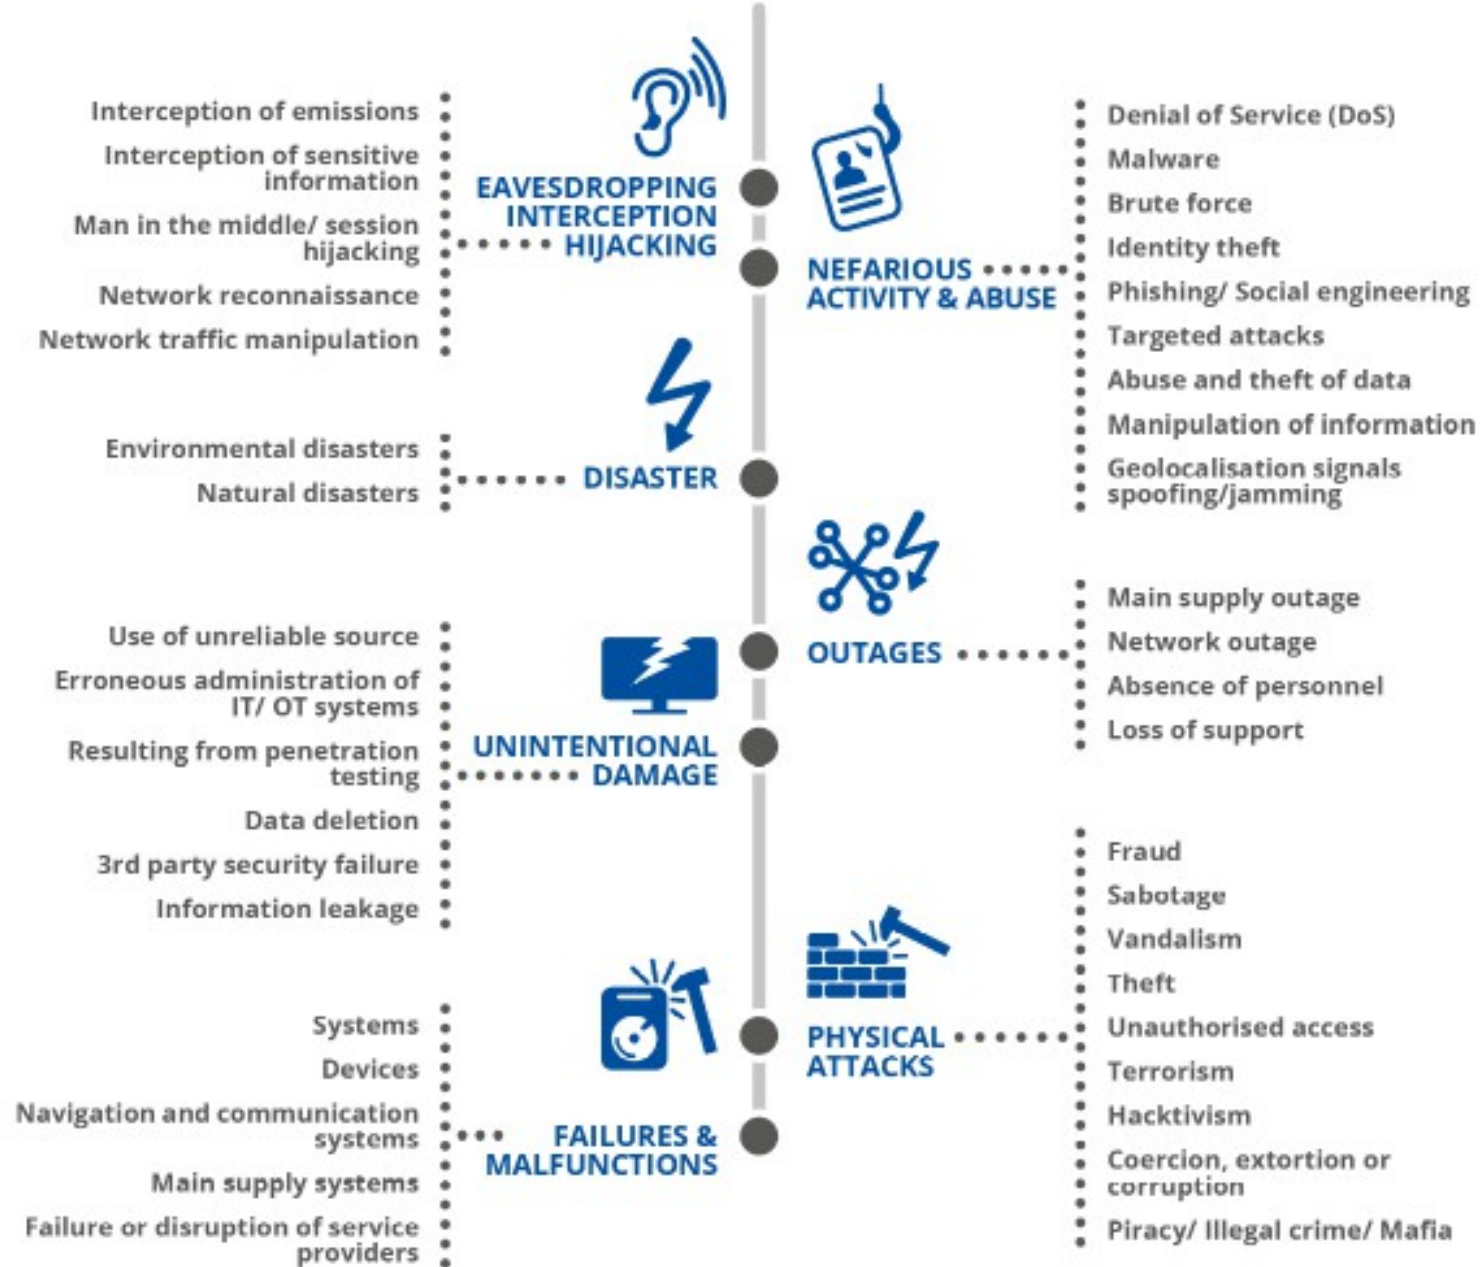 Interception of emissions
Interception of sensitive
information
Man in the middle/ session
hijacking
Network reconnaissance
Network traffic manipulation
EAVESDROPPING
INTERCEPTION
HIJACKING
NEFARIOUS
ACTIVITY & ABUSE
Denial of Service (DoS)
Malware
Brute force
Identity theft
Phishing/ Social engineering
Targeted attacks
Abuse and theft of data
Manipulation of information
Geolocalisation signals
spoofing/jamming
Environmental disasters
Natural disasters
DISASTER
OUTAGES
Main supply outage
Network outage
Absence of personnel
Loss of support
Use of unreliable source
Erroneous administration of
IT/ OT systems
Resulting from penetration
testing
Data deletion
3rd party security failure
Information leakage
UNINTENTIONAL
DAMAGE
PHYSICAL
ATTACKS
Fraud
Sabotage
Vandalism
Theft
Unauthorised access
Terrorism
Hacktivism
Coercion, extortion or
corruption
Piracy/ Illegal crime/ Mafia
Systems
Devices
Navigation and communication
systems
Main supply systems
Failure or disruption of service
providers
FAILURES &
MALFUNCTIONS